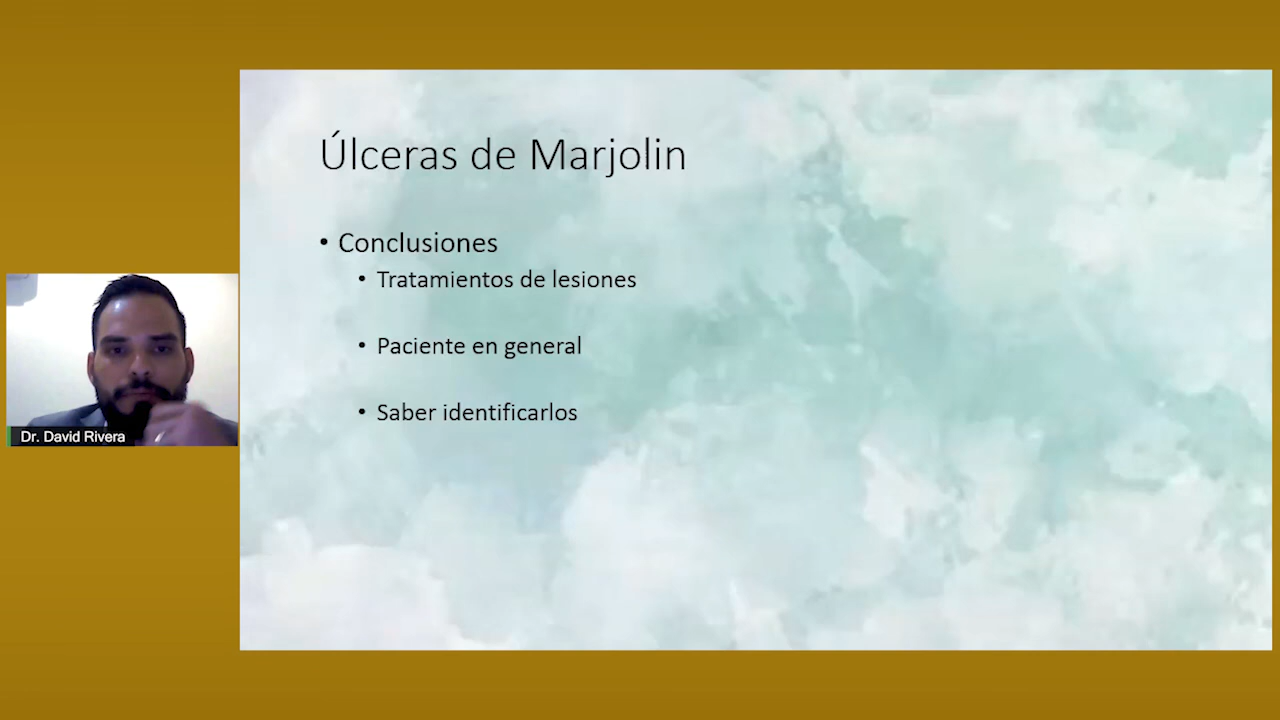 Úlceras de Marjolin
• Conclusiones
• Tratamientos de lesiones
• Paciente en general
• Saber identificarlos
Dr. David Rivera